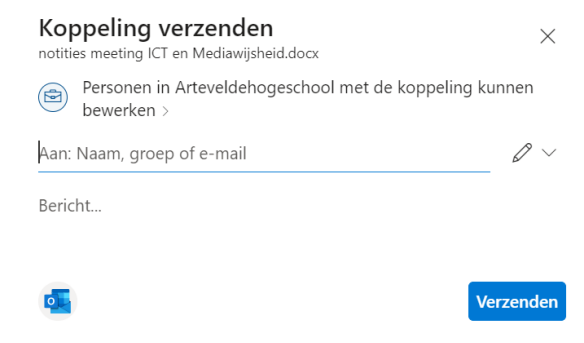 Koppeling verzenden
notities meeting ICT en Mediawijsheid.docx
Personen in Arteveldehogeschool met de koppeling kunnen
bewerken >
Aan: Naam, groep of e-mail
Bericht...
Verzenden